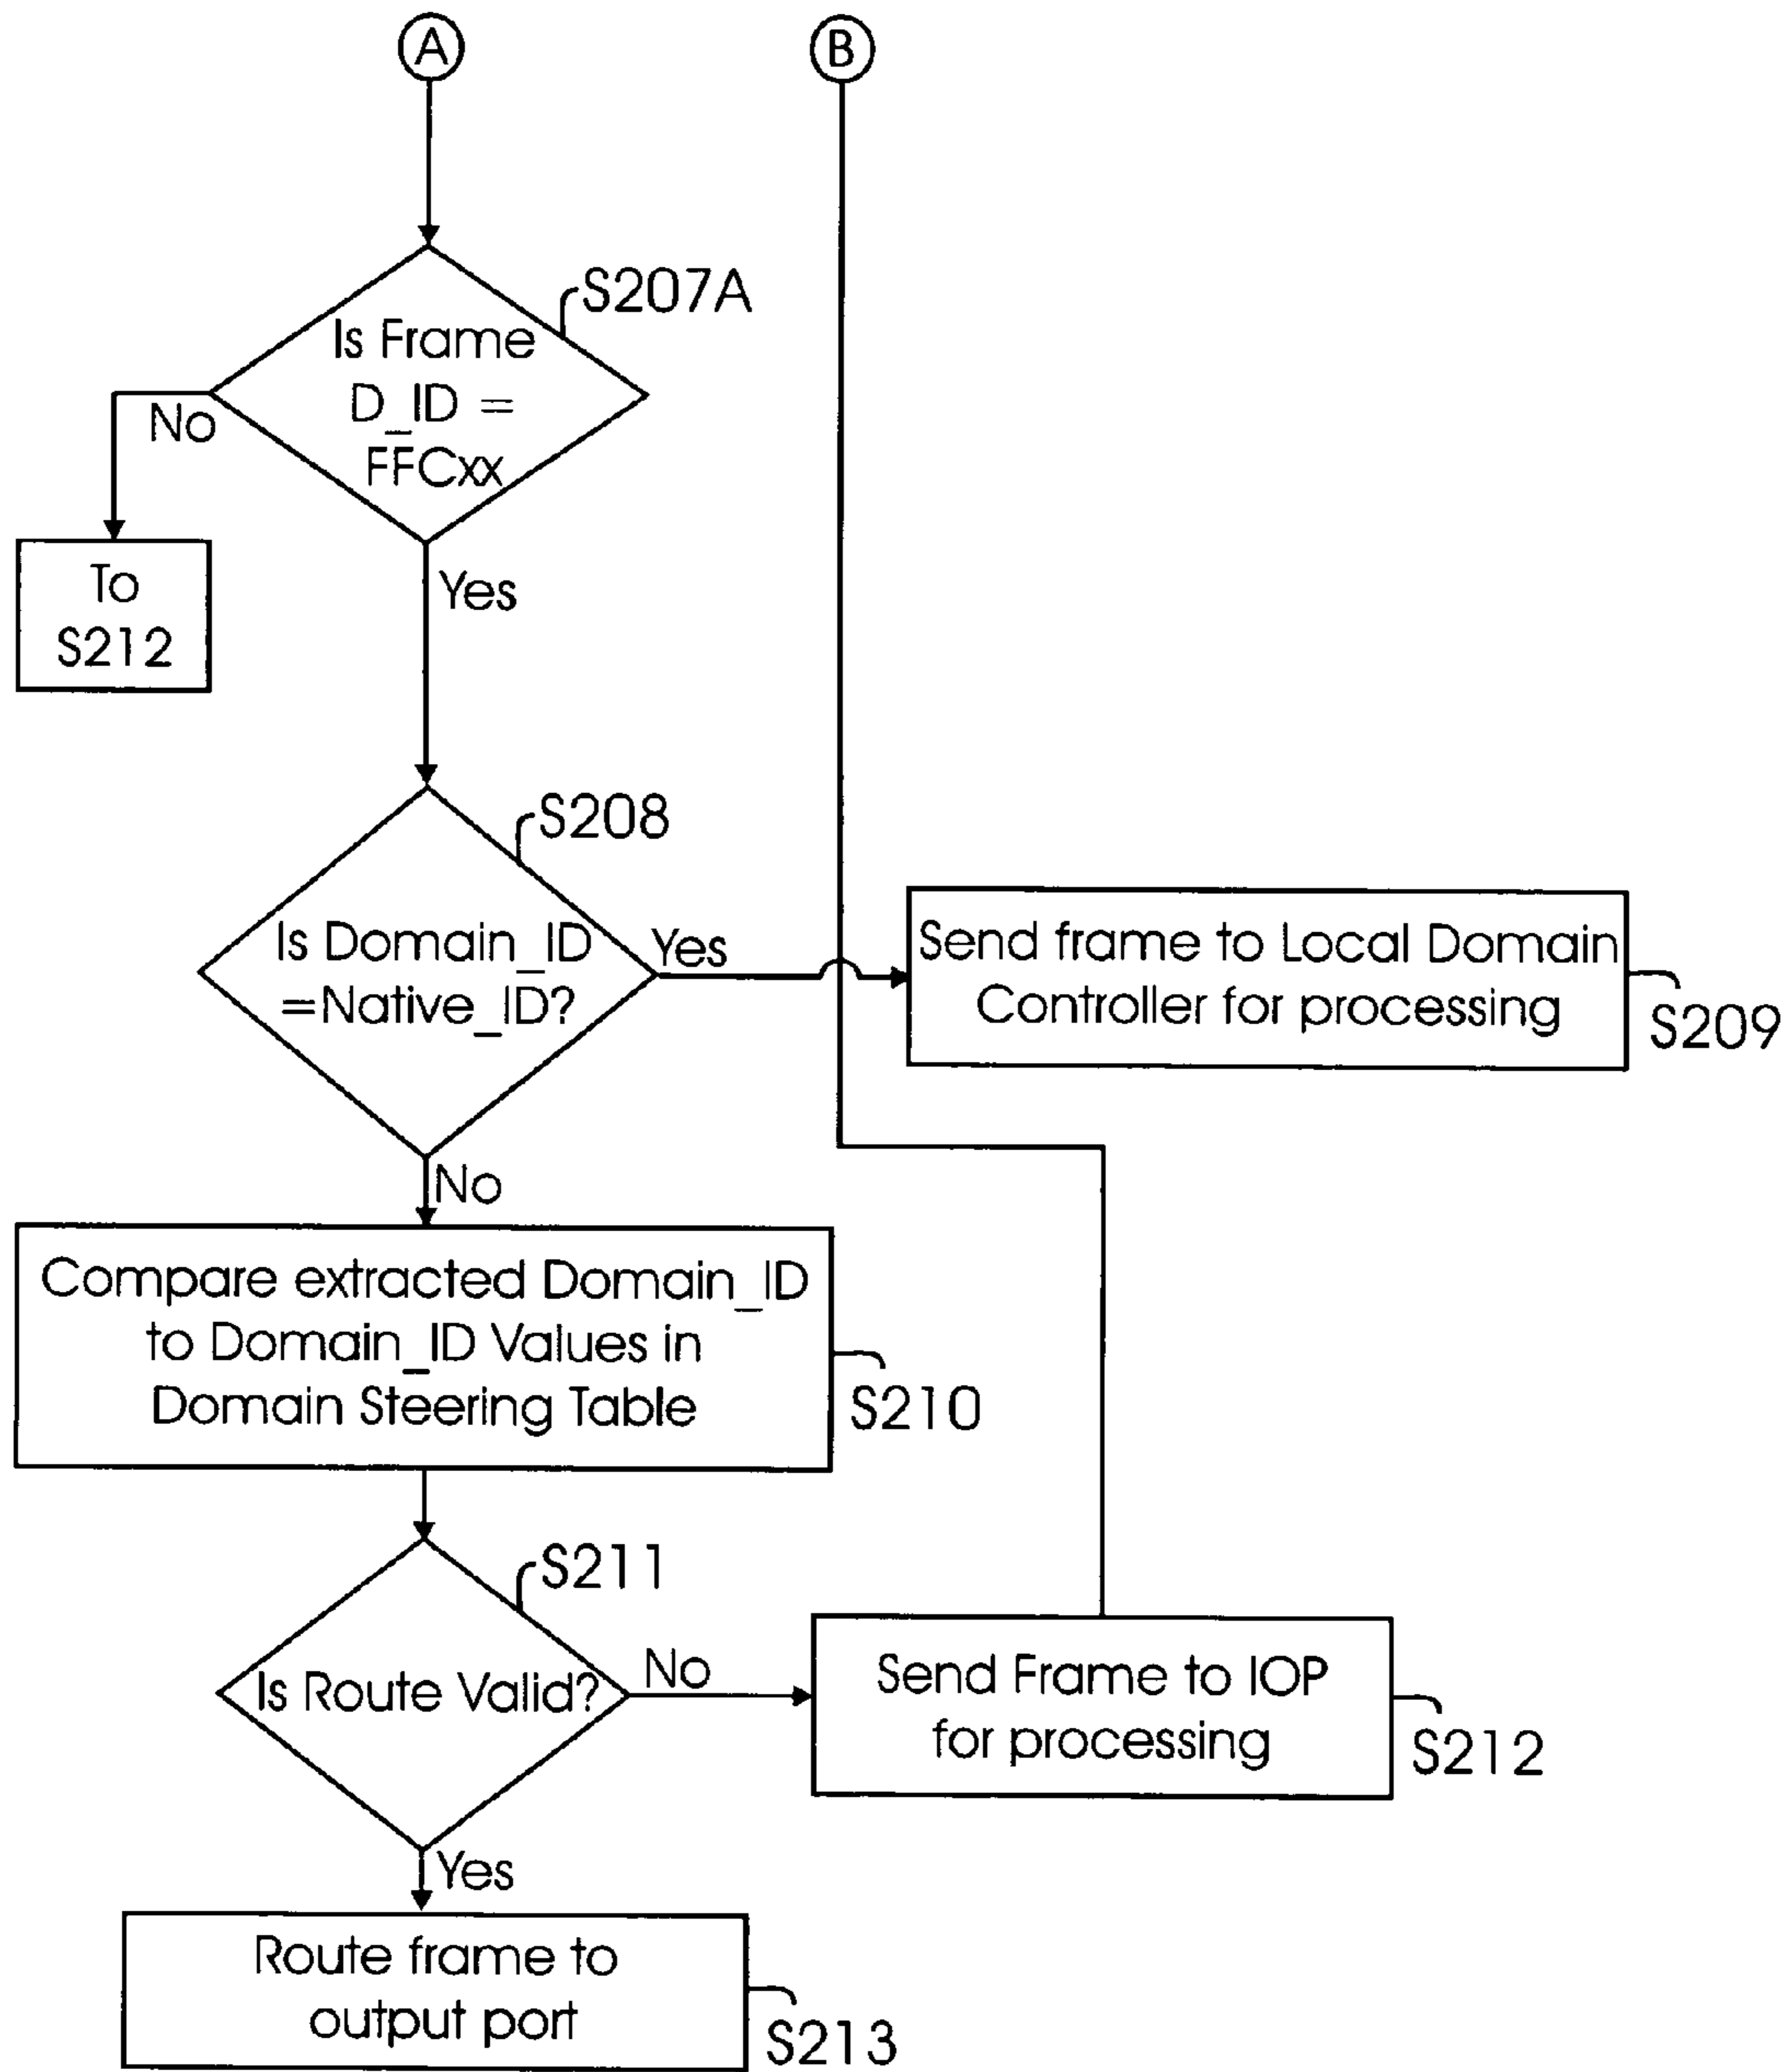 A
B
S207A
Is Frame
D_ID =
FFCxx
No
To
S212
Yes
S208
Is Domain_ID
=Native_ID?
Yes
Send frame to Local Domain
Controller for processing
S209
No
Compare extracted Domain_ID
to Domain_ID Values in
Domain Steering Table
S210
S211
Is Route Valid?
No
Send Frame to IOP
for processing
S212
Yes
Route frame to
output port
S213